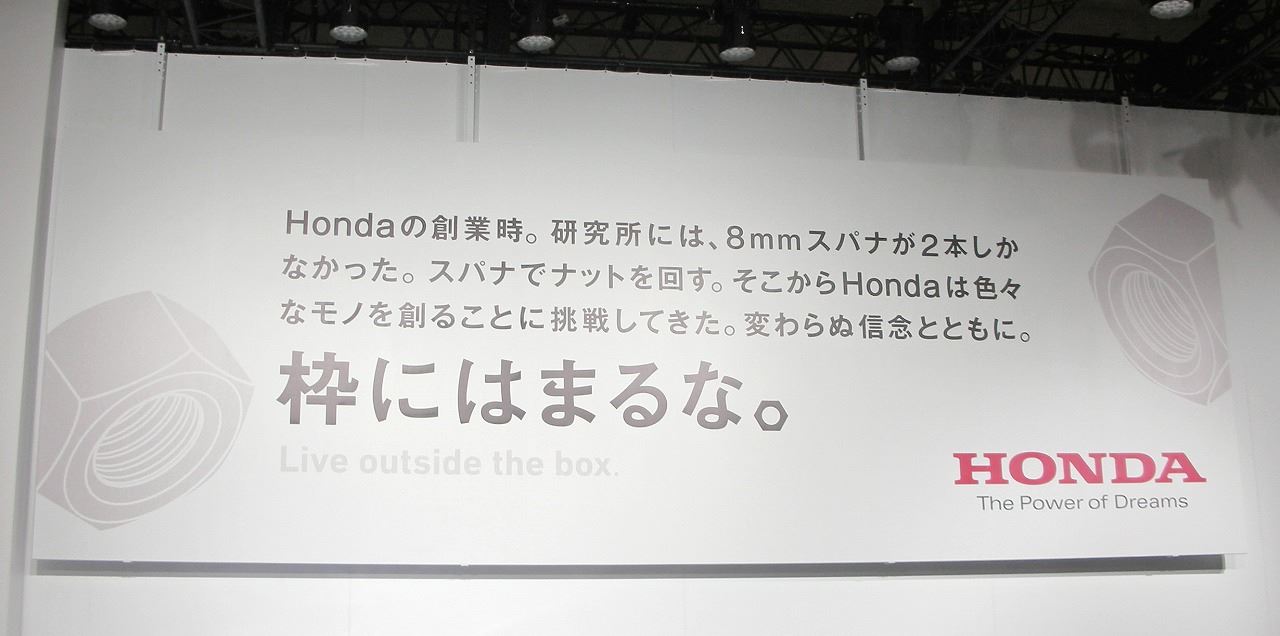 Hondaの創業時。研究所には、8mmスパナが2本しか
なかった。スパナでナットを回す。そこからHondaは色々
なモノを創ることに挑戦してきた。変わらぬ信念とともに。
枠にはまるな。
Live outside the box.
HONDA
The Power of Dreams